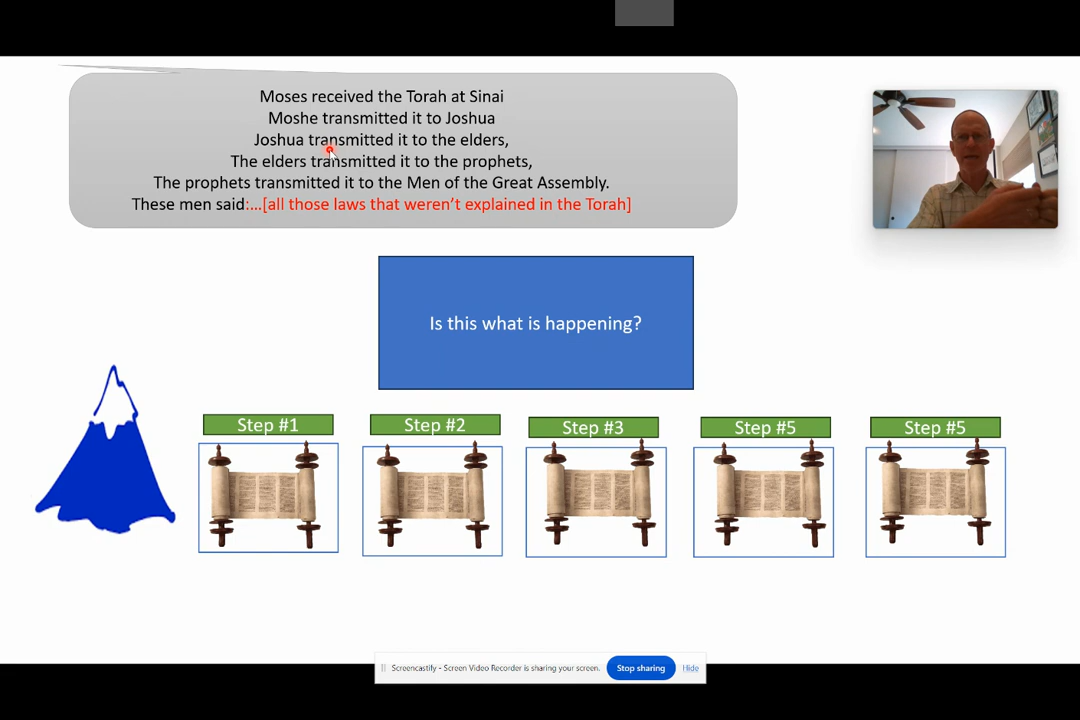 Moses received the Torah at Sinai
Moshe transmitted it to Joshua
Joshua transmitted it to the elders,
The elders transmitted it to the prophets,
The prophets transmitted it to the Men of the Great Assembly.
These men said:...[all those laws that weren't explained in the Torah]
Is this what is happening?
Step #1
Step #2
Step #3
Step #5
Step #5
Screencastify - Screen Video Recorder is sharing your screen.
Stop sharing
Hide